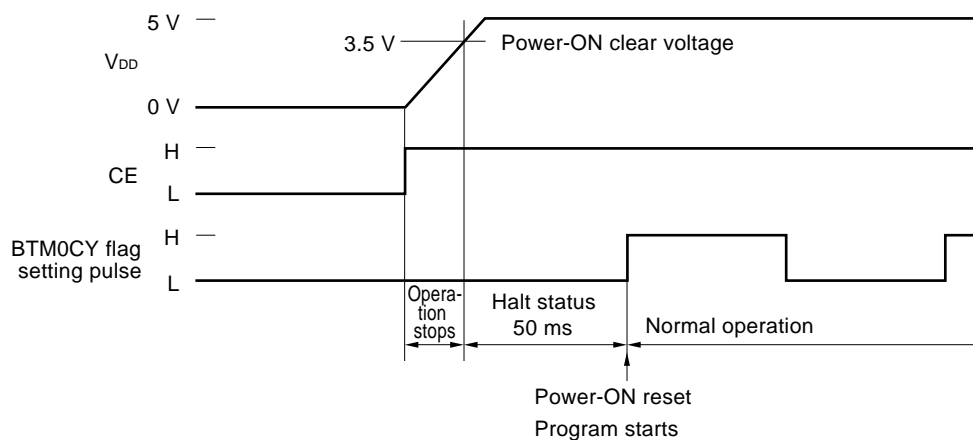 5 V
3.5 V
Power-ON clear voltage
VDD
0 V
H
CE
L
H
BTM0CY flag
setting pulse
L
Opera-
tion
stops
Halt status
50 ms
Normal operation
Power-ON reset
Program starts